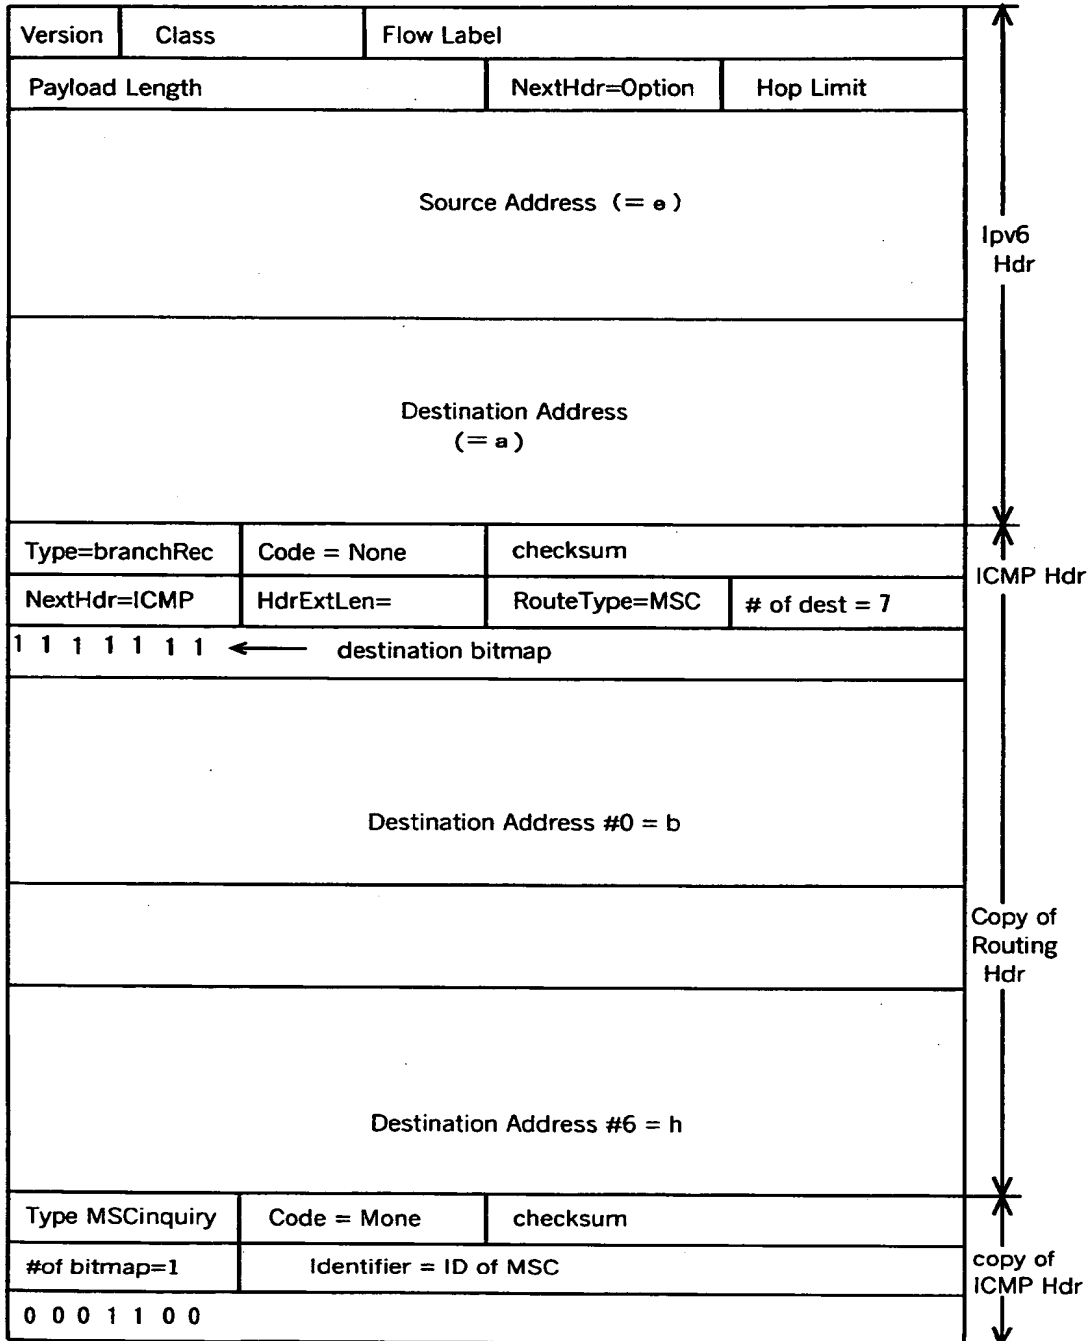 Version Class Flow Label
Payload Length NextHdr=Option Hop Limit
Source Address (= e)
Ipv6
Hdr
Destination Address
(= a)
Type=branchRec Code = None checksum
ICMP Hdr
NextHdr=ICMP HdrExtLen= RouteType=MSC # of dest = 7
1 1 1 1 1 1 1 ← destination bitmap
Destination Address #0 = b
Copy of
Routing
Hdr
Destination Address #6 = h
Type MSCinquiry Code = Mone checksum
#of bitmap=1 Identifier = ID of MSC
copy of
ICMP Hdr
0 0 0 1 1 0 0